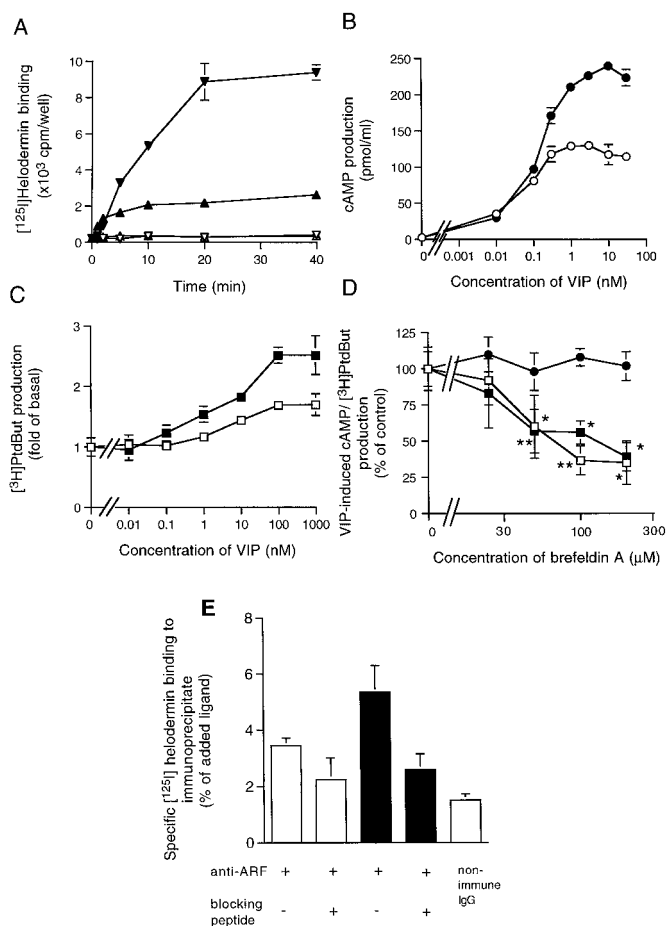 A
[125I]Helodermin binding
(x10³ cpm/well)
10
8
6
4
2
0
0 10 20 30 40
Time (min)
B
cAMP production
(pmol/ml)
250
200
150
100
50
0
0 0.001 0.01 0.1 1 10 100
Concentration of VIP (nM)
C
[³H]PtdBut production
(fold of basal)
3
2
1
0
0 0.01 0.1 1 10 100 1000
Concentration of VIP (nM)
D
VIP-induced cAMP/ [³H]PtdBut
production
(% of control)
125
100
75
50
25
0
* *
** *
** *
0 30 100 300
Concentration of brefeldin A (µM)
E
Specific [¹²⁵I] helodermin binding to
immunoprecipitate
(% of added ligand)
8
6
4
2
0
anti-ARF + + + + non-
immune
IgG
blocking
peptide - + - +